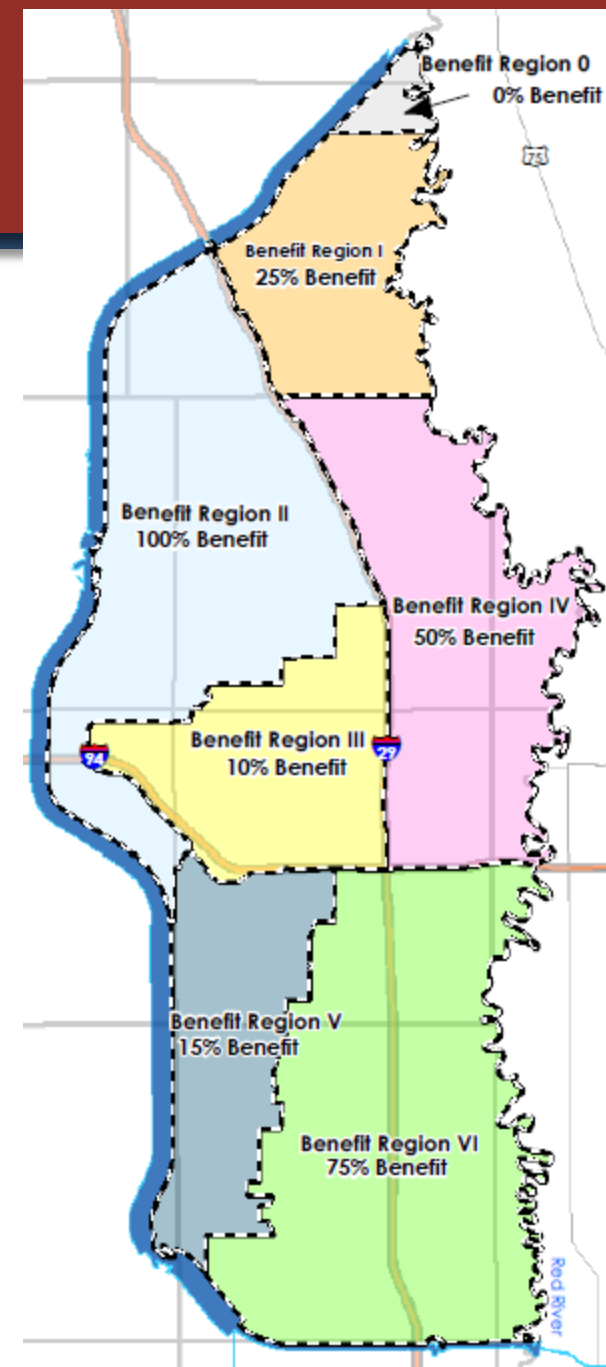 Benefit Region 0
0% Benefit
75
Benefit Region I
25% Benefit
Benefit Region II
100% Benefit
Benefit Region IV
50% Benefit
Benefit Region III
10% Benefit
94
29
Benefit Region V
15% Benefit
Benefit Region VI
75% Benefit
Red River